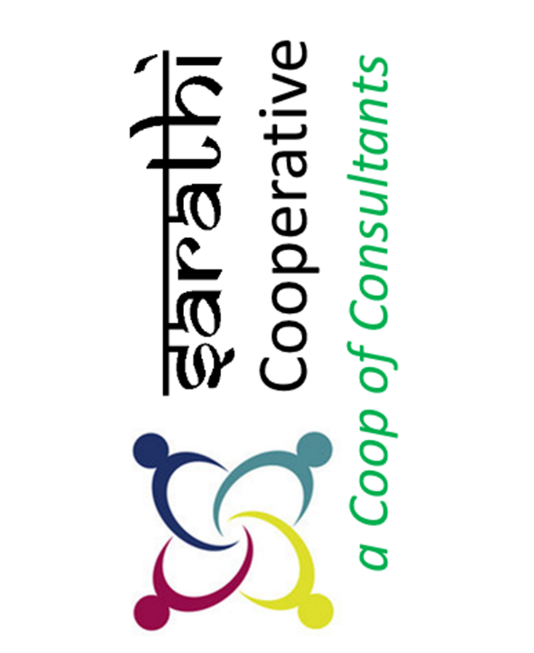 sarathi
Cooperative
a Coop of Consultants